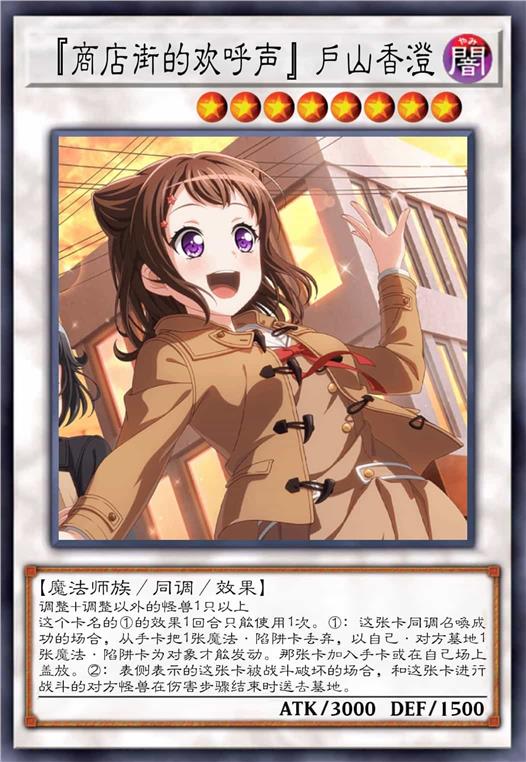 『商店街的欢呼声』戸山香澄
やみ
闇
【魔法师族／同调／效果】
调整+调整以外的怪兽1只以上
这个卡名的①的效果1回合只能使用1次。①：这张卡同调召唤成
功的场合，从手卡把1张魔法·陷阱卡丢弃，以自己·对方墓地1
张魔法·陷阱卡为对象才能发动。那张卡加入手卡或在自己场上
盖放。②：表侧表示的这张卡被战斗破坏的场合，和这张卡进行
战斗的对方怪兽在伤害步骤结束时送去墓地。
ATK/3000 DEF/1500